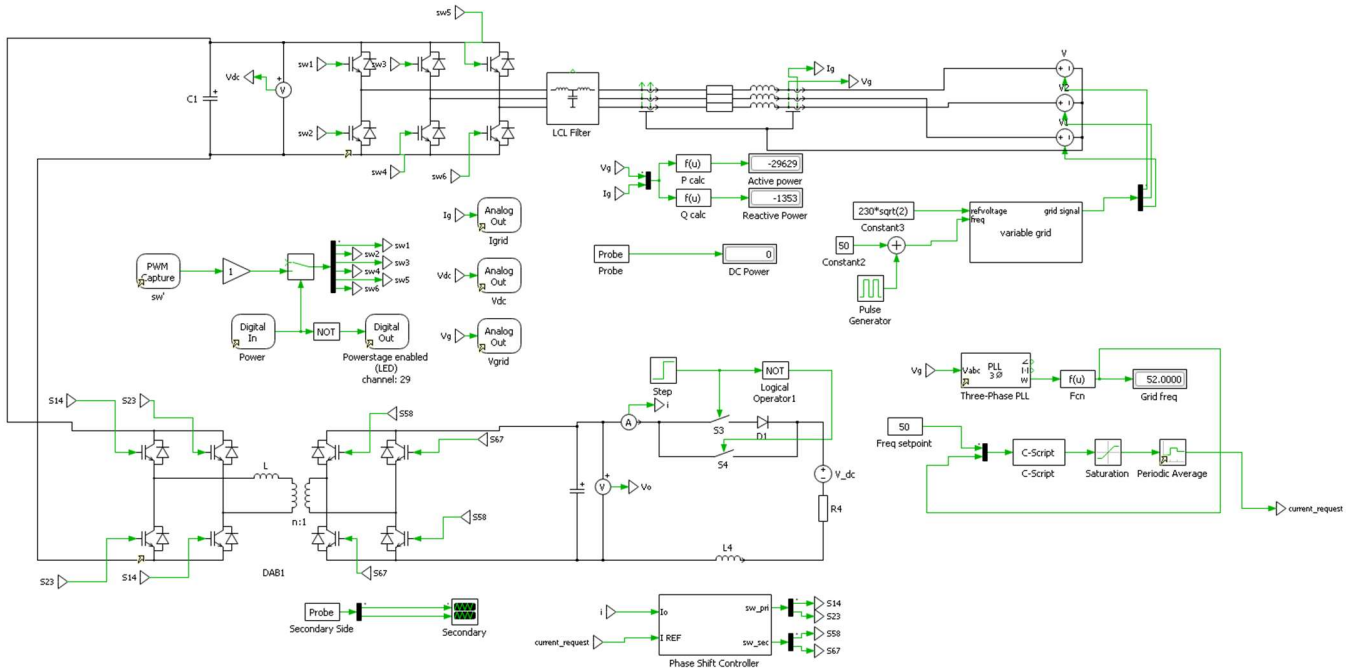 sw5
sw1
sw3
Vdc
V
C1
sw2
sw4
sw6
LCL Filter
Ig
Vg
V
V2
V1
Vg
Ig
f(u)
P calc
-29629
Active power
f(u)
Q calc
-1353
Reactive Power
230*sqrt(2)
Constant3
50
Constant2
Pulse
Generator
refvoltage
freq
grid signal
variable grid
Probe
Probe
0
DC Power
Ig
Analog
Out
Igrid
Vdc
Analog
Out
Vdc
Vg
Analog
Out
Vgrid
PWM
Capture
sw'
1
sw1
sw2
sw3
sw4
sw5
sw6
Digital
In
Power
NOT
Digital
Out
Powerstage enabled
(LED)
channel: 29
S14
S23
S58
S67
L
n:1
S58
S67
S23
S14
DAB1
Step
NOT
Logical
Operator1
i
A
S3
D1
S4
V
Vo
V_dc
R4
L4
Vg
Vabc
PLL
3Ø
W
Three-Phase PLL
f(u)
Fcn
52.0000
Grid freq
50
Freq setpoint
C-Script
C-Script
Saturation
Periodic Average
current_request
Probe
Secondary Side
Secondary
i
current_request
Io
I REF
sw_pri
sw_sec
Phase Shift Controller
S14
S23
S58
S67